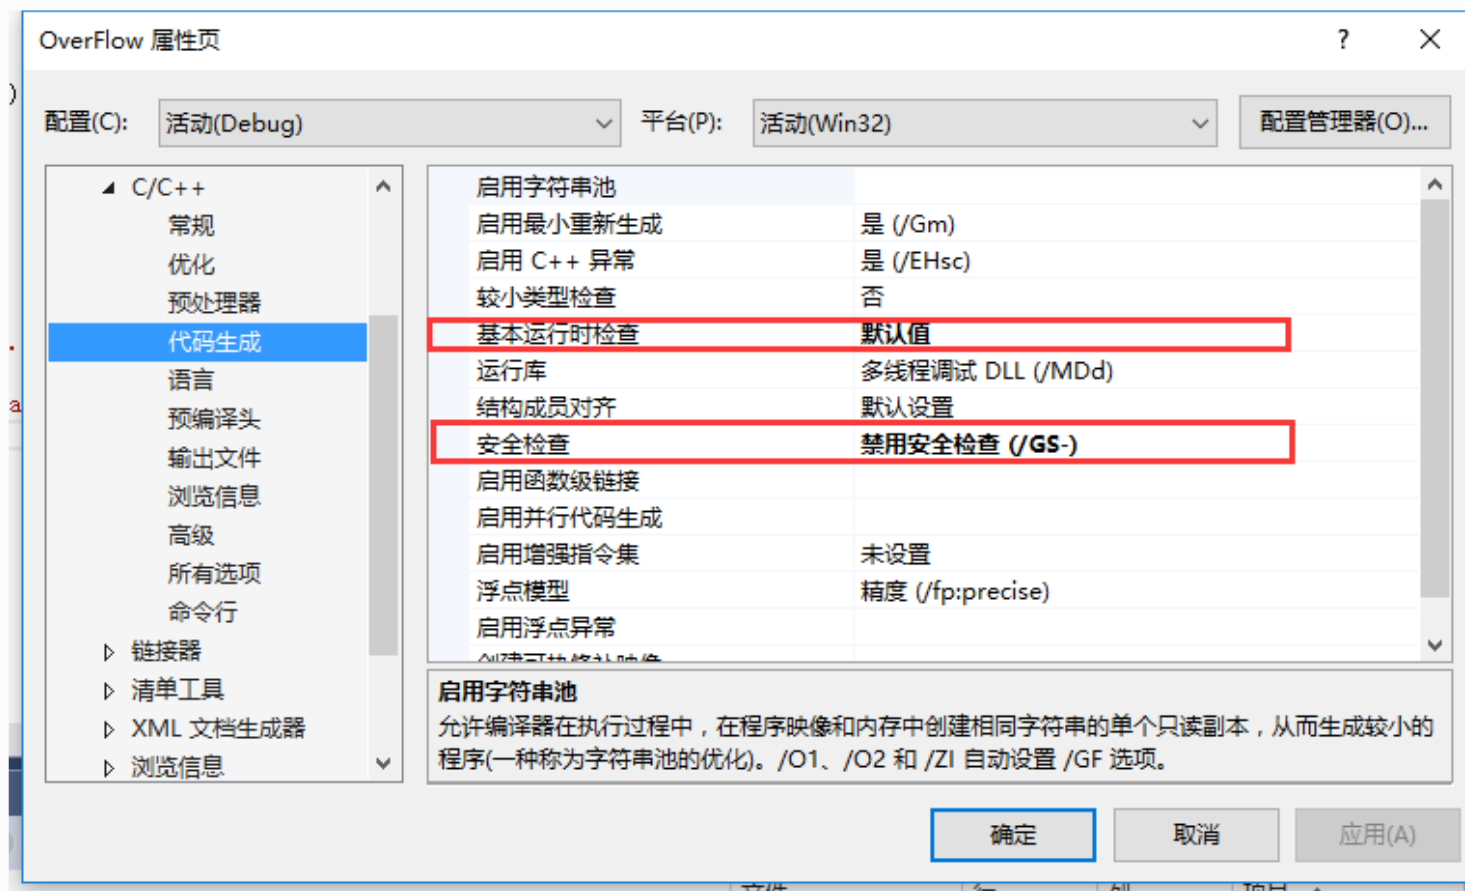 OverFlow 属性页
配置(C): 活动(Debug) 平台(P): 活动(Win32) 配置管理器(O)...
C/C++
常规
优化
预处理器
代码生成
语言
预编译头
输出文件
浏览信息
高级
所有选项
命令行
链接器
清单工具
XML 文档生成器
浏览信息
启用字符串池
启用最小重新生成 是 (/Gm)
启用 C++ 异常 是 (/EHsc)
较小类型检查 否
基本运行时检查 默认值
运行库 多线程调试 DLL (/MDd)
结构成员对齐 默认设置
安全检查 禁用安全检查 (/GS-)
启用函数级链接
启用并行代码生成
启用增强指令集 未设置
浮点模型 精度 (/fp:precise)
启用浮点异常
创建可热修补映像
启用字符串池
允许编译器在执行过程中，在程序映像和内存中创建相同字符串的单个只读副本，从而生成较小的
程序(一种称为字符串池的优化)。/O1、/O2 和 /ZI 自动设置 /GF 选项。
确定 取消 应用(A)